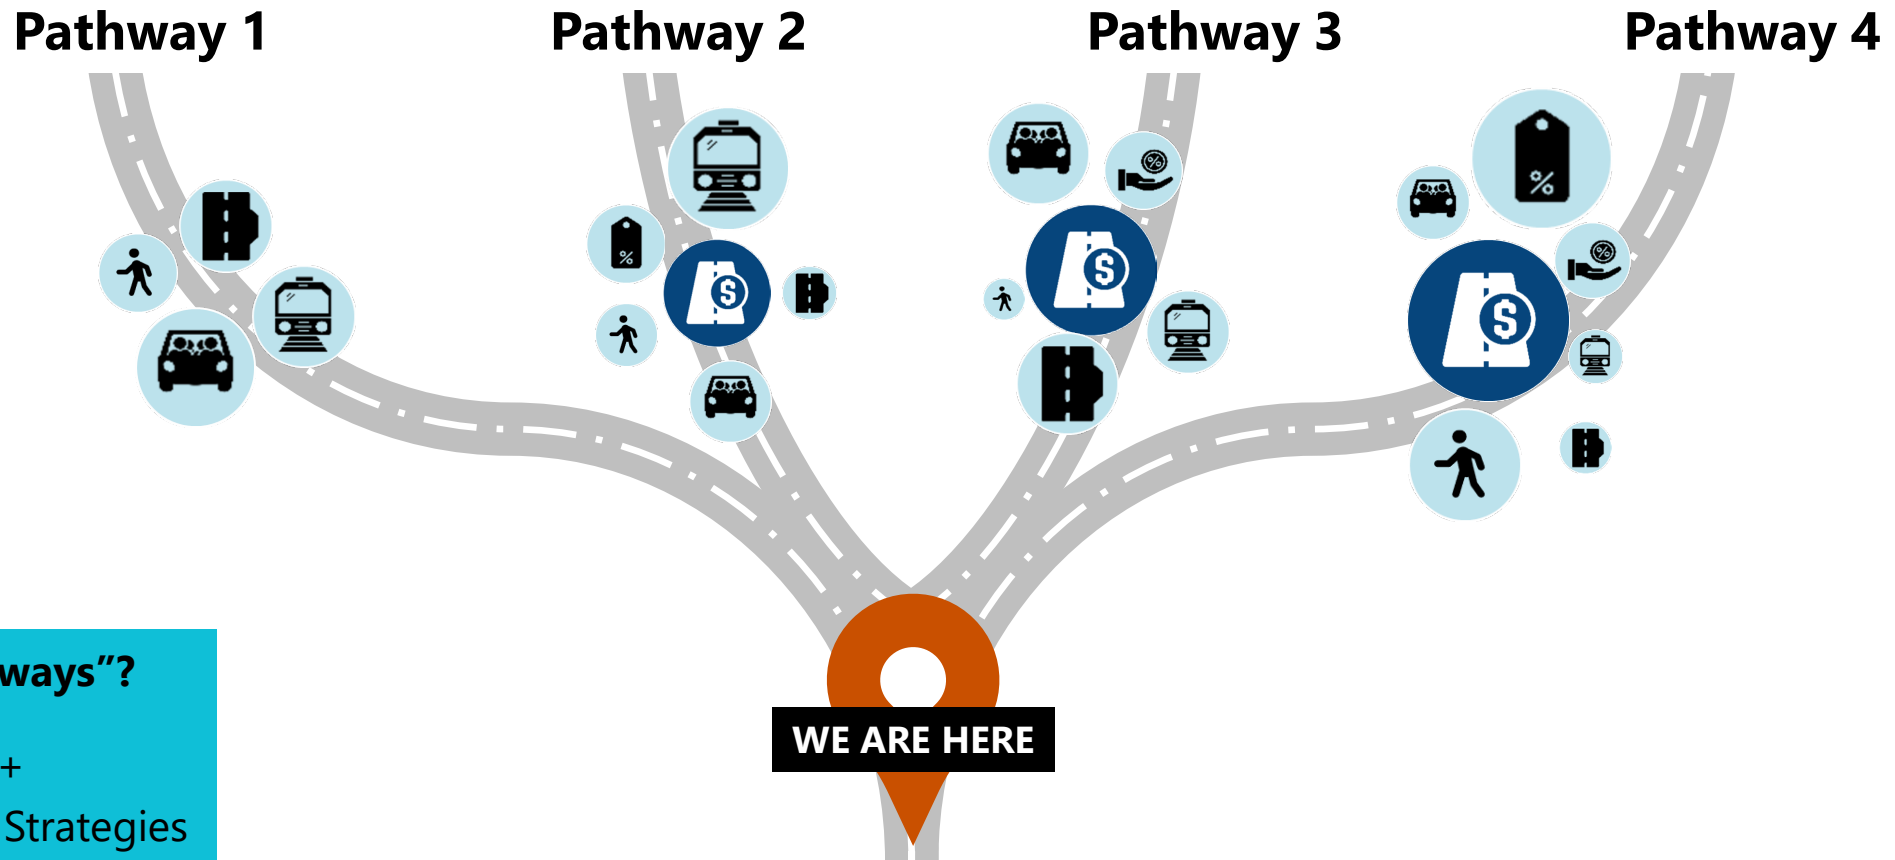 Pathway 1
Pathway 2
Pathway 3
Pathway 4
WE ARE HERE
ways”?
+
Strategies